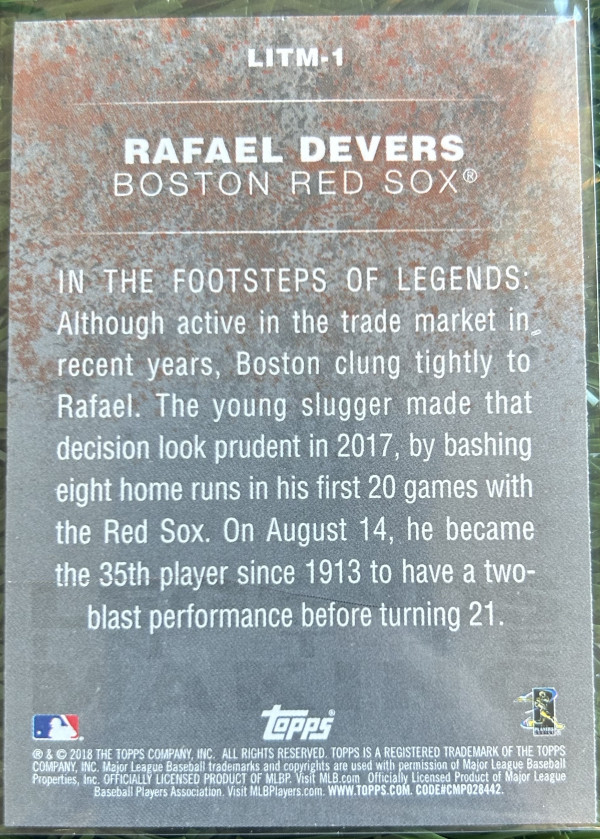 LITM-1
RAFAEL DEVERS
BOSTON RED SOX®
IN THE FOOTSTEPS OF LEGENDS:
Although active in the trade market in
recent years, Boston clung tightly to
Rafael. The young slugger made that
decision look prudent in 2017, by bashing
eight home runs in his first 20 games with
the Red Sox. On August 14, he became
the 35th player since 1913 to have a two-
blast performance before turning 21.
TOPPS®
® & © 2018 THE TOPPS COMPANY, INC. ALL RIGHTS RESERVED. TOPPS IS A REGISTERED TRADEMARK OF THE TOPPS
COMPANY, INC. Major League Baseball trademarks and copyrights are used with permission of Major League Baseball
Properties, Inc. OFFICIALLY LICENSED PRODUCT OF MLBP. Visit MLB.com Officially Licensed Product of Major League
Baseball Players Association. Visit MLBPlayers.com. WWW.TOPPS.COM. CODE#CMP028442.